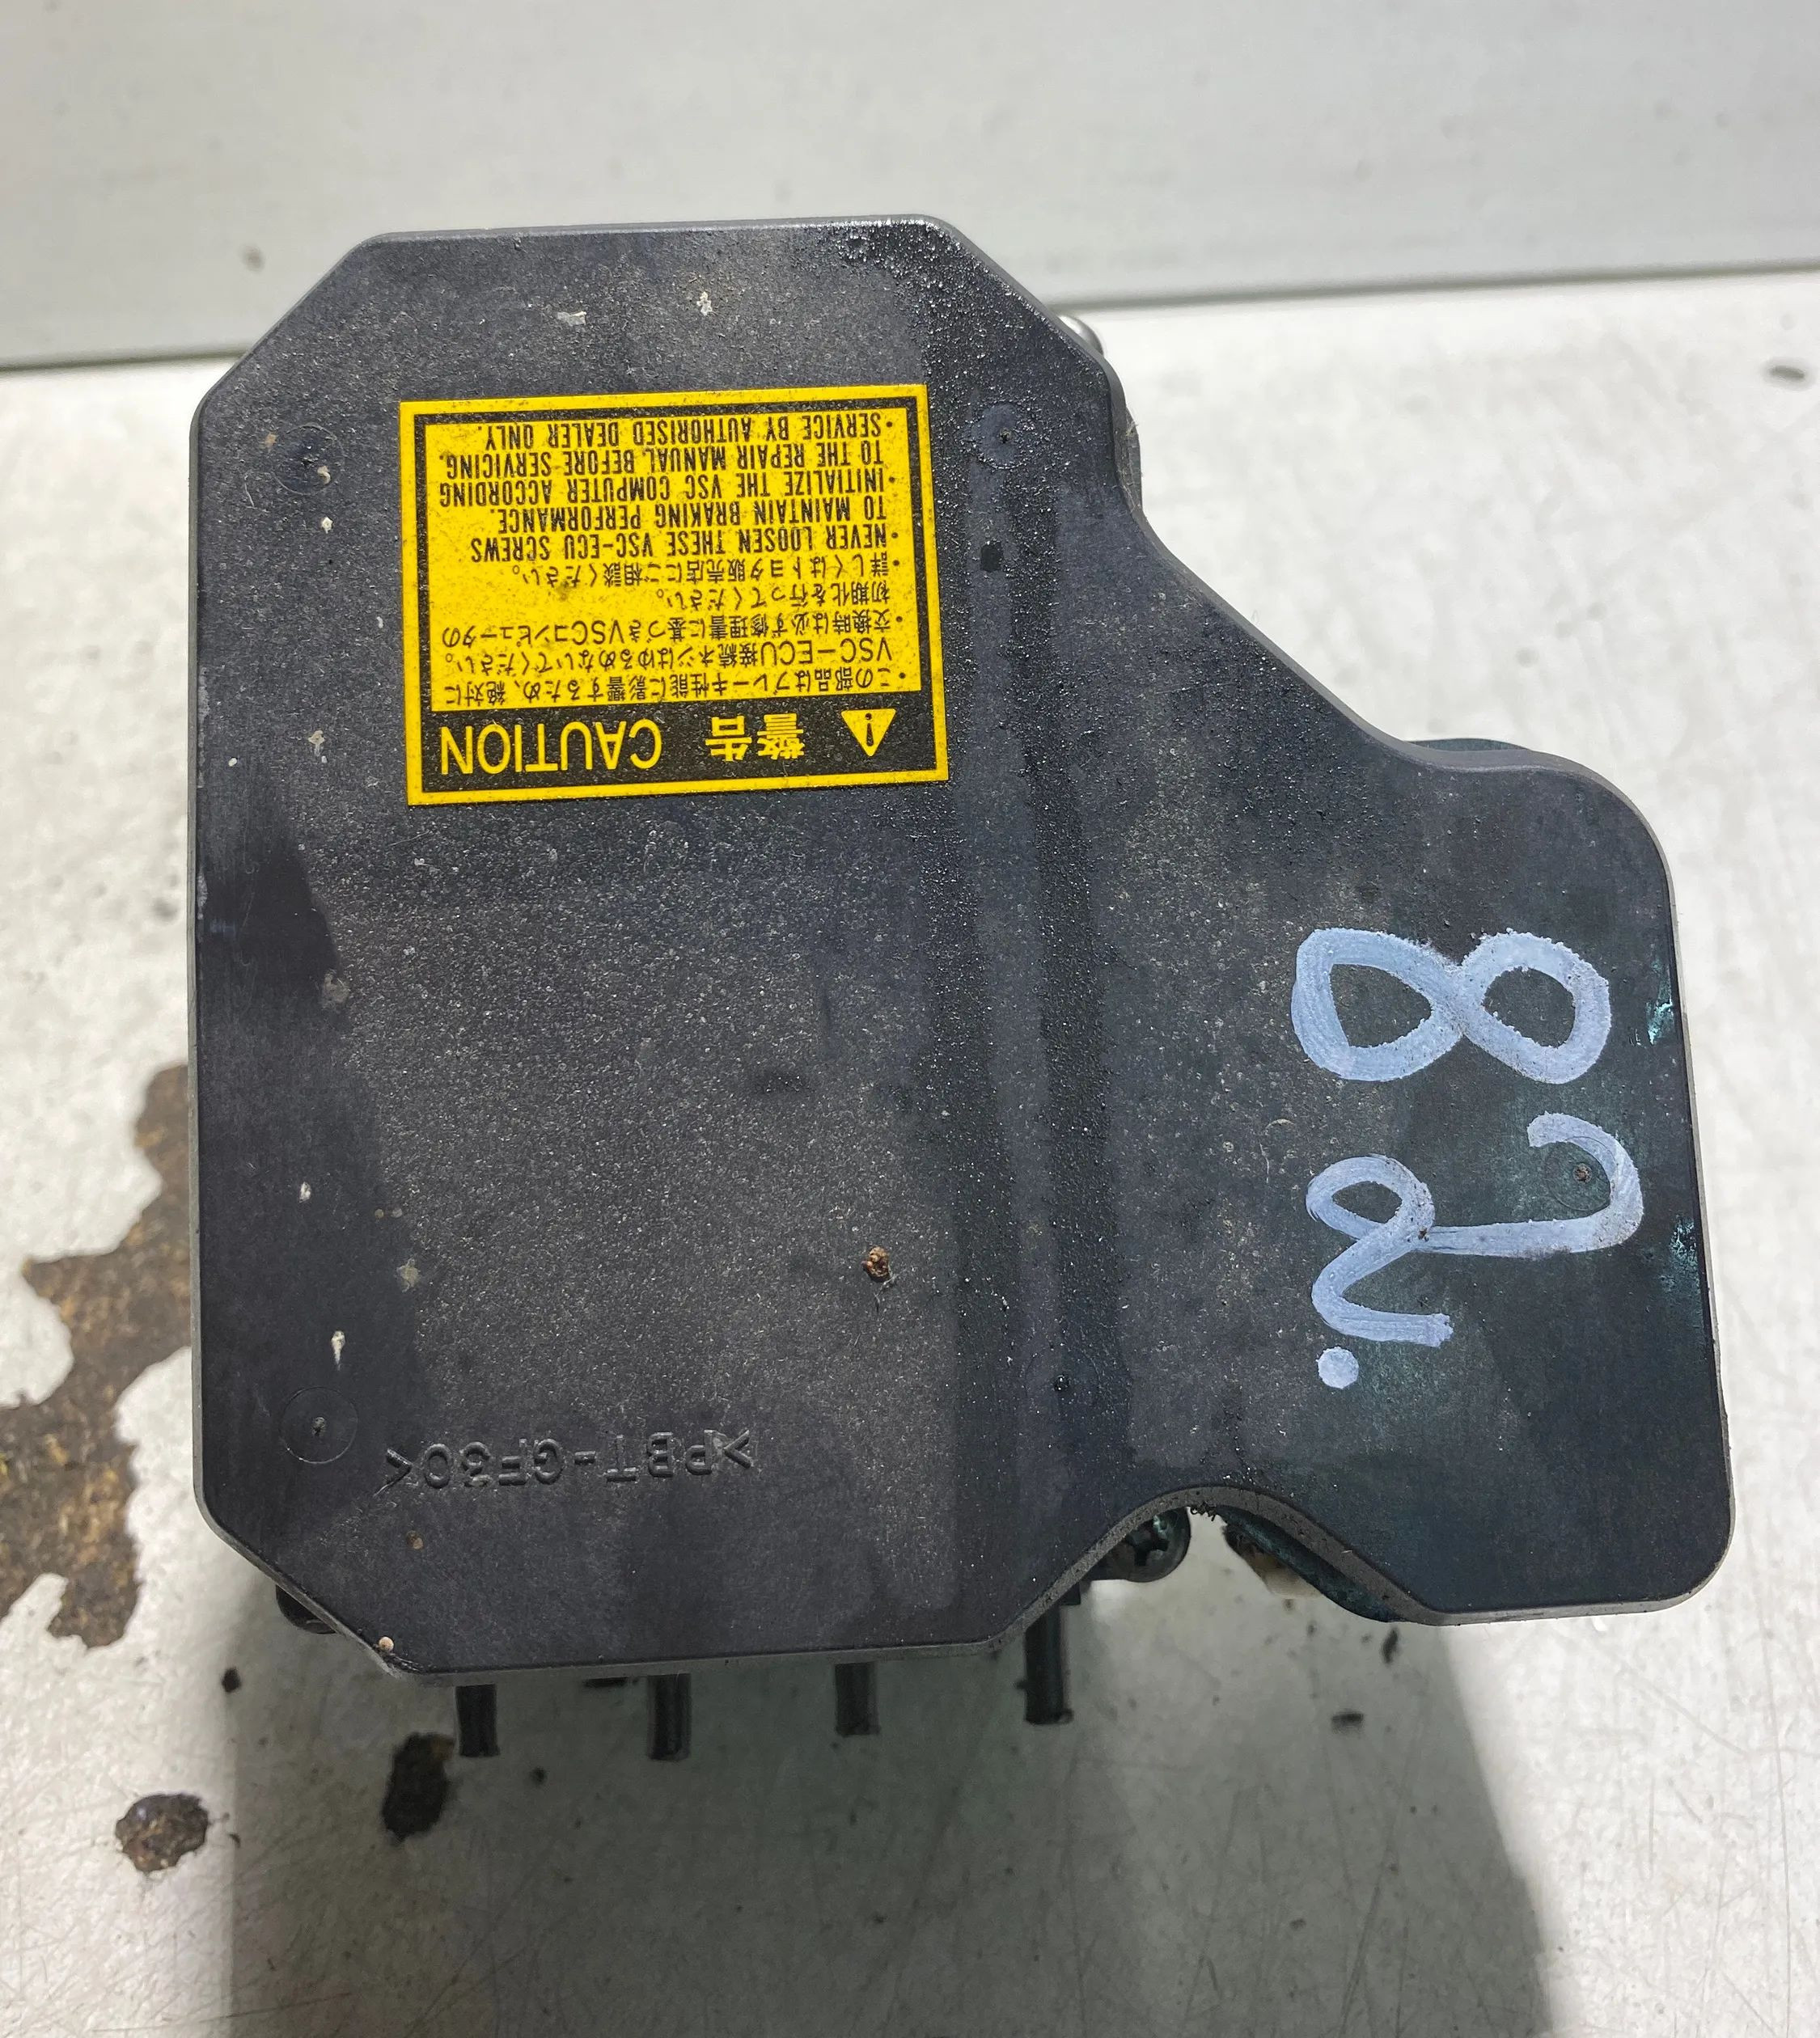 警告 CAUTION
・この部品はブレーキ性能に影響するため、絶対に
VSC−ECU接続ネジはゆるめないでください。
・交換時は必ず修理書に基づきVSCコンピュータの
初期化を行ってください。
・詳しくはトヨタ販売店にご相談ください。
・NEVER LOOSEN THESE VSC-ECU SCREWS
TO MAINTAIN BRAKING PERFORMANCE.
・INITIALIZE THE VSC COMPUTER ACCORDING
TO THE REPAIR MANUAL BEFORE SERVICING
・SERVICE BY AUTHORISED DEALER ONLY.
>PBT-GF30<
82.